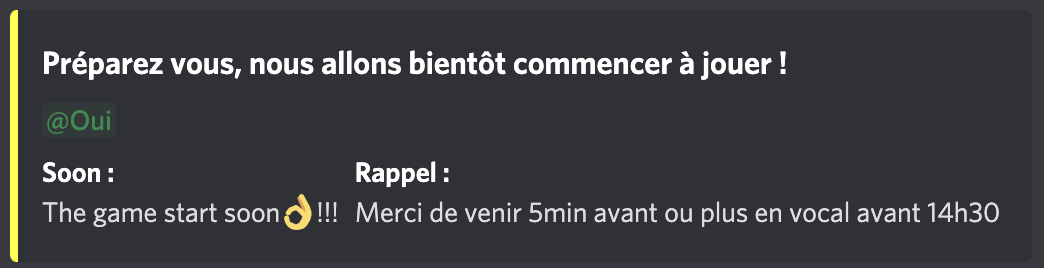 Préparez vous, nous allons bientôt commencer à jouer !
@Oui
Soon :
The game start soon👌!!!
Rappel :
Merci de venir 5min avant ou plus en vocal avant 14h30